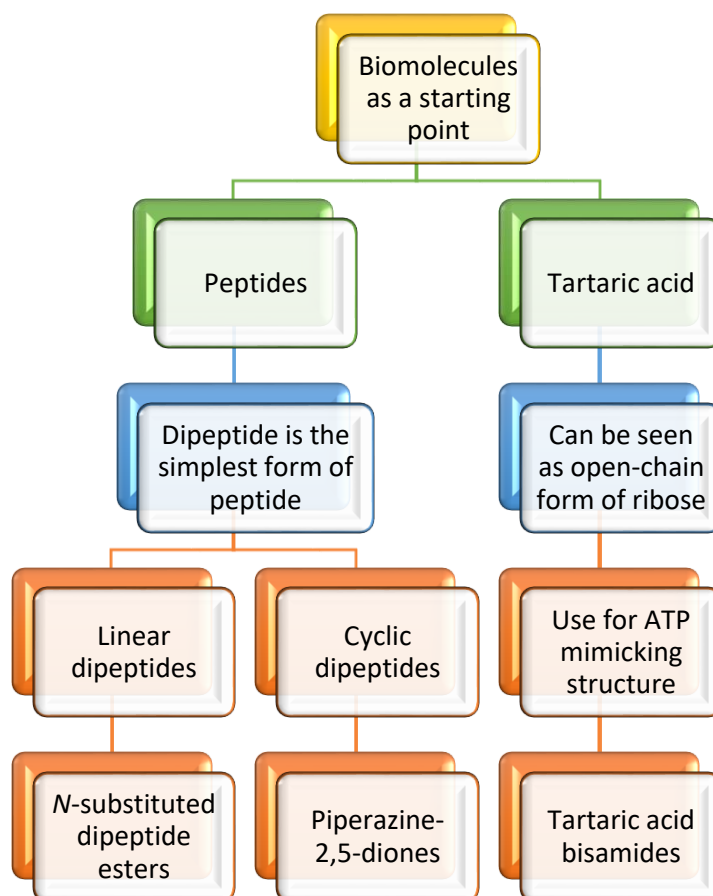 Biomolecules
as a starting
point
Peptides
Tartaric acid
Dipeptide is the
simplest form of
peptide
Can be seen
as open-chain
form of ribose
Linear
dipeptides
Cyclic
dipeptides
Use for ATP
mimicking
structure
N-substituted
dipeptide
esters
Piperazine-
2,5-diones
Tartaric acid
bisamides